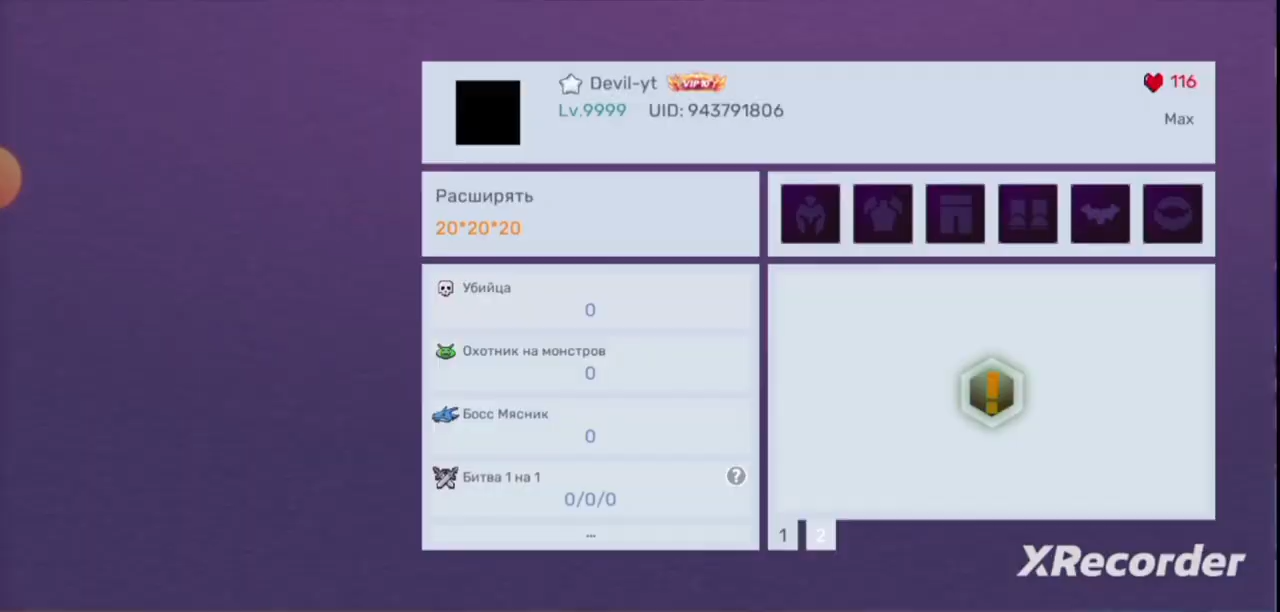 Devil-yt VIP 10
Lv.9999 UID: 943791806
116
Max
Расширять
20*20*20
Убийца
0
Охотник на монстров
0
Босс Мясник
0
Битва 1 на 1
?
0/0/0
...
1 2
XRecorder